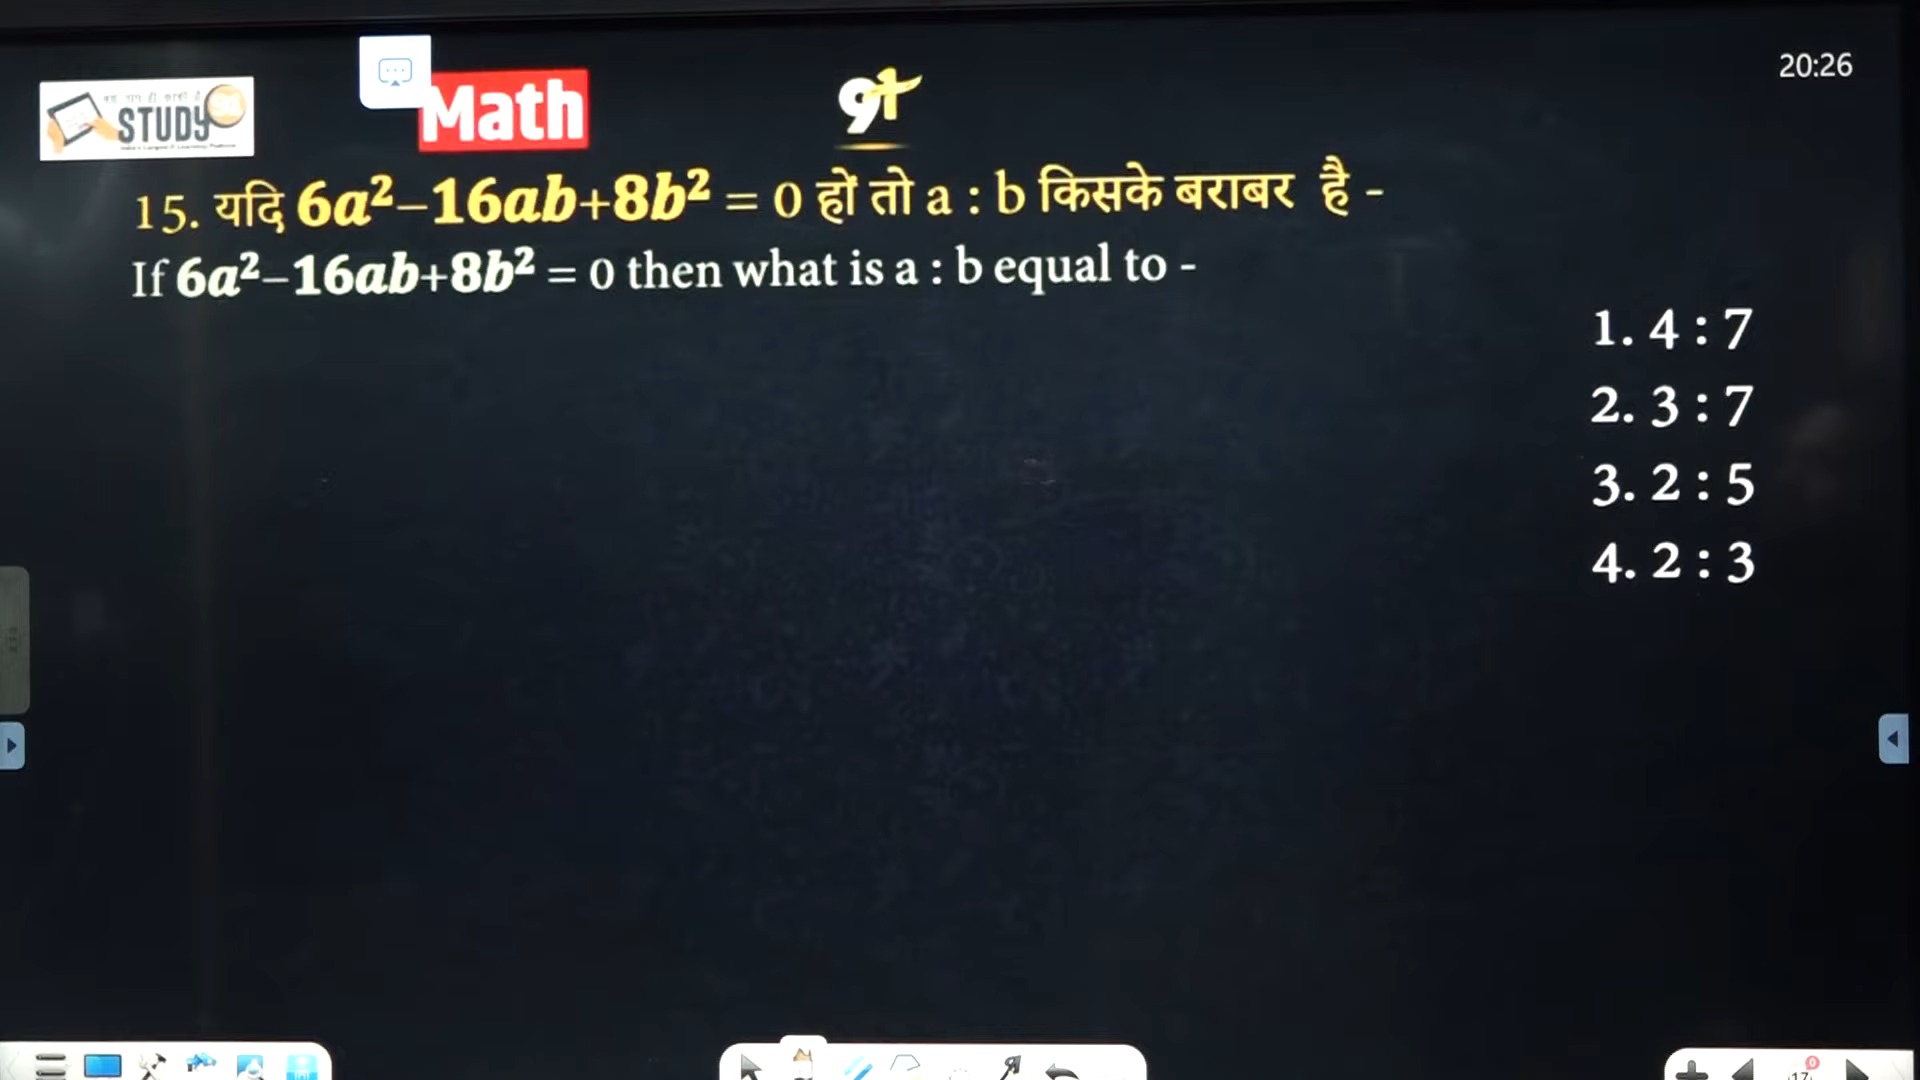 20:26
STUDY
Math
15. यदि 6a²–16ab+8b² = 0 हों तो a : b किसके बराबर है -
If 6a²–16ab+8b² = 0 then what is a : b equal to -
1. 4 : 7
2. 3 : 7
3. 2 : 5
4. 2 : 3
17